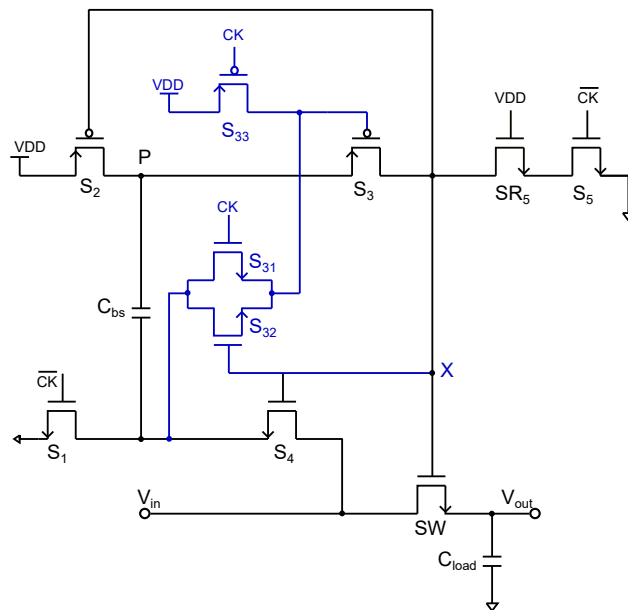 CK
VDD
S33
VDD
P
VDD
CK
S2
S3
SR5
S5
CK
S31
Cbs
S32
CK
X
S1
S4
Vin
Vout
SW
Cload